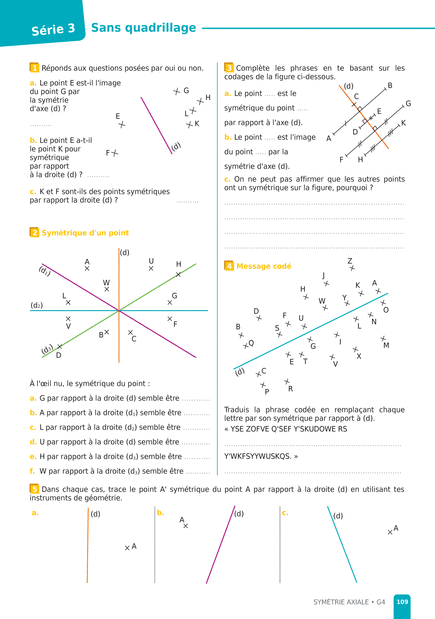 Série 3
Sans quadrillage
1 Réponds aux questions posées par oui ou non.
a. Le point E est-il l'image
du point G par
la symétrie
d'axe (d) ?
..........
b. Le point E a-t-il
le point K pour
symétrique
par rapport
à la droite (d) ? ..........
c. K et F sont-ils des points symétriques
par rapport la droite (d) ? ..........
G
H
L
K
E
F
(d)
2 Symétrique d'un point
(d)
A
U
H
(d₁)
W
L
G
(d₂)
V
F
B
C
(d₃)
D
À l'œil nu, le symétrique du point :
a. G par rapport à la droite (d) semble être ............
b. A par rapport à la droite (d₂) semble être ............
c. L par rapport à la droite (d₂) semble être ............
d. U par rapport à la droite (d) semble être ............
e. H par rapport à la droite (d₃) semble être ............
f. W par rapport à la droite (d₃) semble être ..........
3 Complète les phrases en te basant sur les
codages de la figure ci-dessous.
a. Le point ..... est le
symétrique du point .....
par rapport à l'axe (d).
b. Le point ..... est l'image
du point ..... par la
symétrie d'axe (d).
(d)
B
C
G
E
K
D
A
F
H
c. On ne peut pas affirmer que les autres points
ont un symétrique sur la figure, pourquoi ?
4 Message codé
Z
J
K
A
H
Y
W
O
D
F
U
N
L
B
S
I
M
Q
G
X
E
T
V
(d)
C
P
R
Traduis la phrase codée en remplaçant chaque
lettre par son symétrique par rapport à (d).
« YSE ZOFVE Q'SEF Y'SKUDOWE RS
Y'WKFSYYWUSKQS. »
5 Dans chaque cas, trace le point A' symétrique du point A par rapport à la droite (d) en utilisant tes
instruments de géométrie.
a.
(d)
A
b.
A
(d)
c.
(d)
A
SYMÉTRIE AXIALE • G4
109